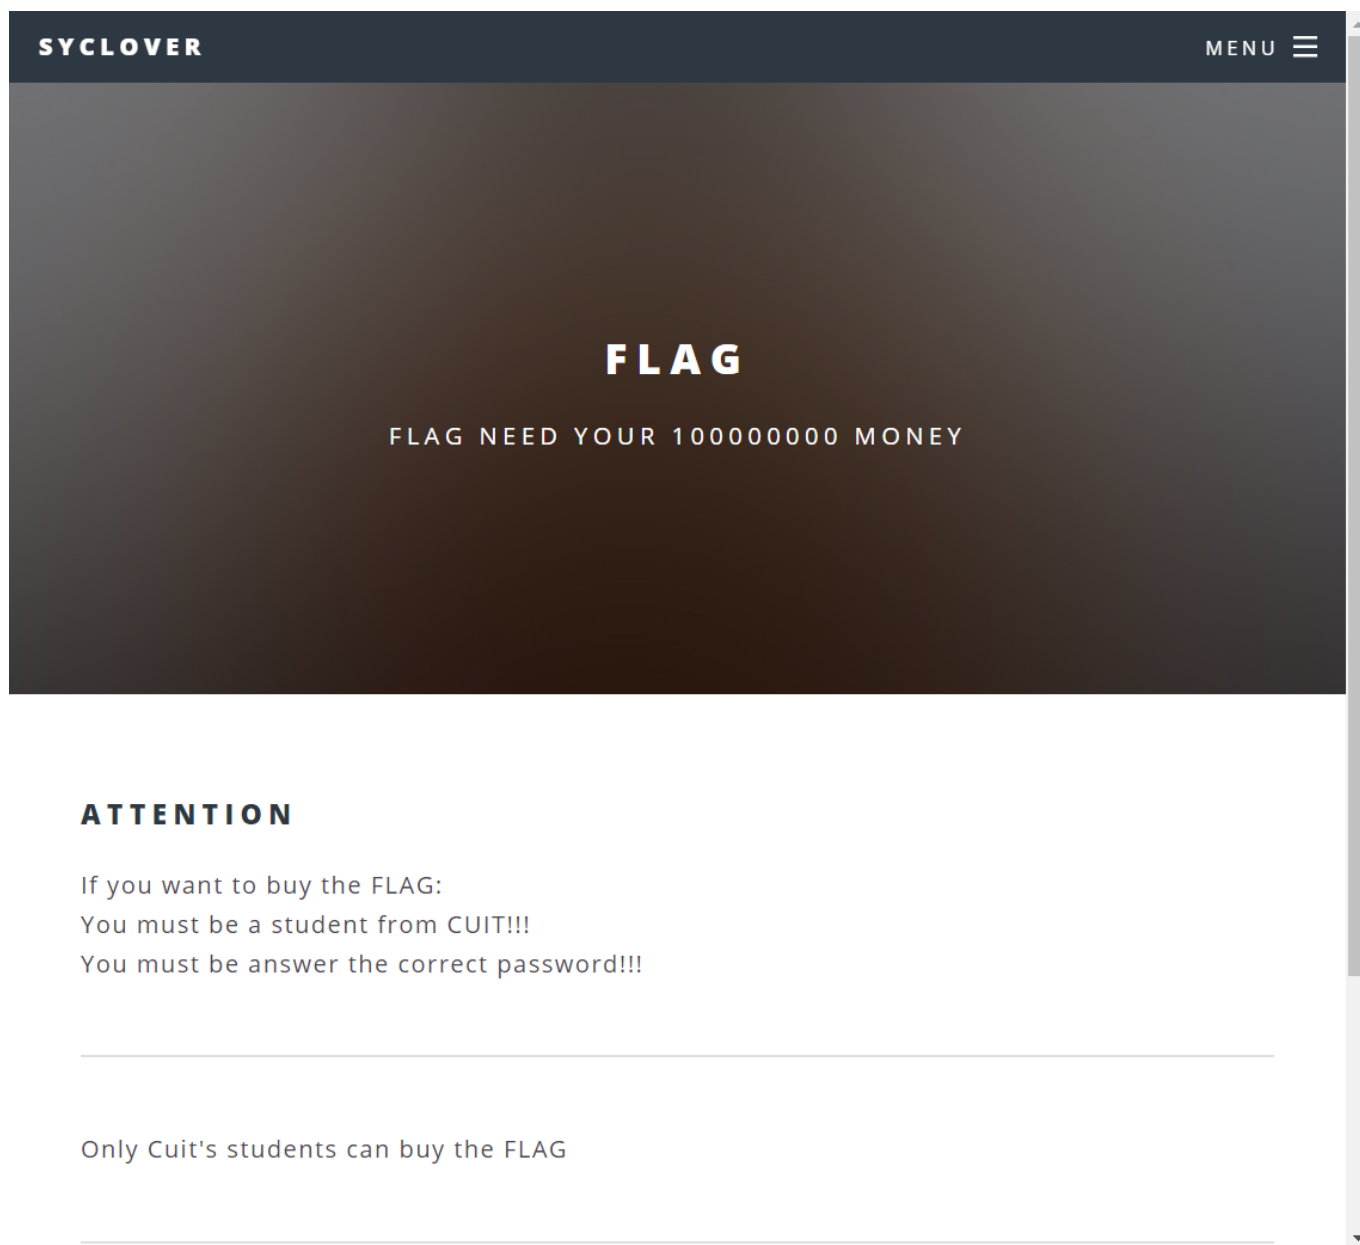 SYCLOVER
MENU
FLAG
FLAG NEED YOUR 100000000 MONEY
ATTENTION
If you want to buy the FLAG:
You must be a student from CUIT!!!
You must be answer the correct password!!!
Only Cuit's students can buy the FLAG